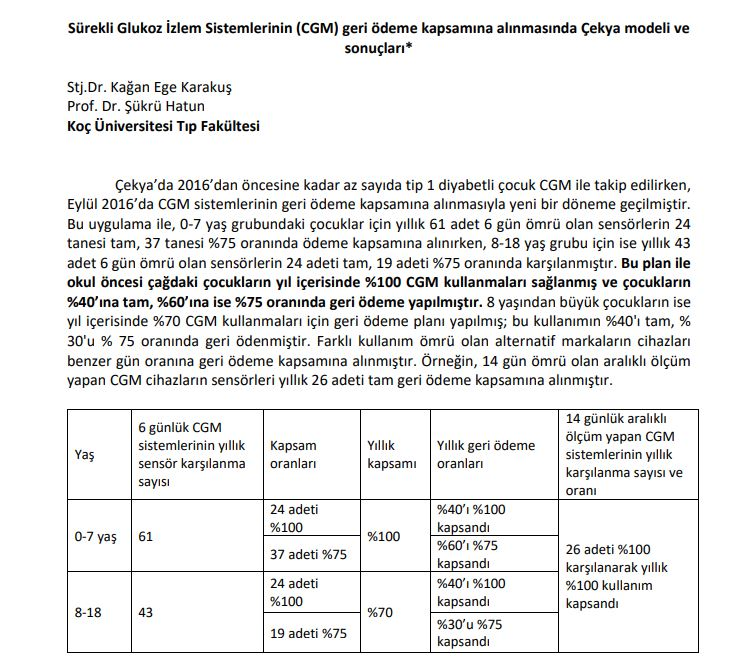 Sürekli Glukoz İzlem Sistemlerinin (CGM) geri ödeme kapsamına alınmasında Çekya modeli ve
sonuçları*
Stj.Dr. Kağan Ege Karakuş
Prof. Dr. Şükrü Hatun
Koç Üniversitesi Tıp Fakültesi
Çekya’da 2016’dan öncesine kadar az sayıda tip 1 diyabetli çocuk CGM ile takip edilirken,
Eylül 2016’da CGM sistemlerinin geri ödeme kapsamına alınmasıyla yeni bir döneme geçilmiştir.
Bu uygulama ile, 0-7 yaş grubundaki çocuklar için yıllık 61 adet 6 gün ömrü olan sensörlerin 24
tanesi tam, 37 tanesi %75 oranında ödeme kapsamına alınırken, 8-18 yaş grubu için ise yıllık 43
adet 6 gün ömrü olan sensörlerin 24 adeti tam, 19 adeti %75 oranında karşılanmıştır. Bu plan ile
okul öncesi çağdaki çocukların yıl içerisinde %100 CGM kullanmaları sağlanmış ve çocukların
%40’ına tam, %60’ına ise %75 oranında geri ödeme yapılmıştır. 8 yaşından büyük çocukların ise
yıl içerisinde %70 CGM kullanmaları için geri ödeme planı yapılmış; bu kullanımın %40'ı tam, %
30'u % 75 oranında geri ödenmiştir. Farklı kullanım ömrü olan alternatif markaların cihazları
benzer gün oranına geri ödeme kapsamına alınmıştır. Örneğin, 14 gün ömrü olan aralıklı ölçüm
yapan CGM cihazların sensörleri yıllık 26 adeti tam geri ödeme kapsamına alınmıştır.
Yaş
6 günlük CGM
sistemlerinin yıllık
sensör karşılanma
sayısı
Kapsam
oranları
Yıllık
kapsamı
Yıllık geri ödeme
oranları
14 günlük aralıklı
ölçüm yapan CGM
sistemlerinin yıllık
karşılanma sayısı ve
oranı
0-7 yaş
61
24 adeti
%100
37 adeti %75
%100
%40’ı %100
kapsandı
%60’ı %75
kapsandı
26 adeti %100
karşılanarak yıllık
%100 kullanım
kapsandı
8-18
43
24 adeti
%100
19 adeti %75
%70
%40’ı %100
kapsandı
%30’u %75
kapsandı